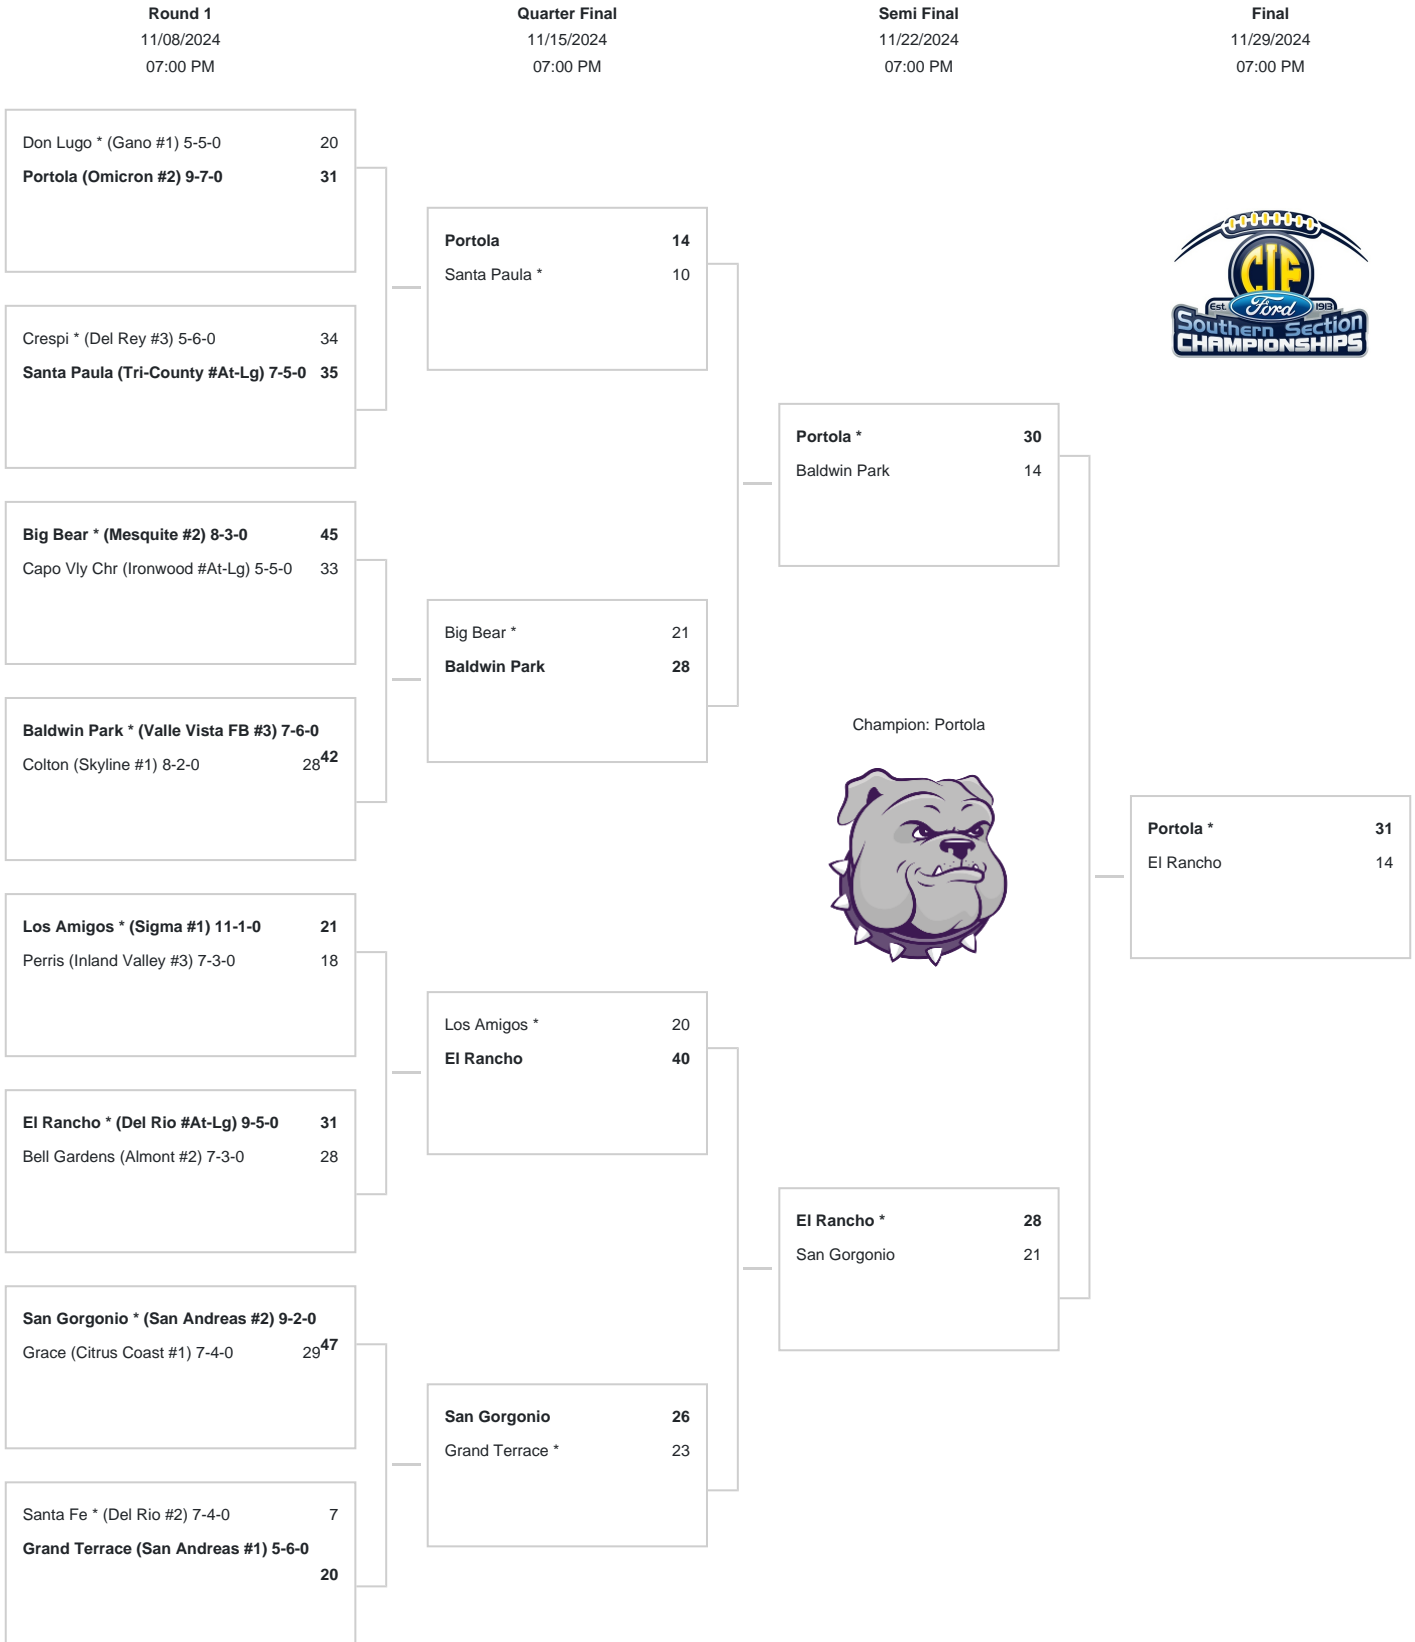 Round 1
11/08/2024
07:00 PM
Quarter Final
11/15/2024
07:00 PM
Semi Final
11/22/2024
07:00 PM
Final
11/29/2024
07:00 PM
Don Lugo * (Gano #1) 5-5-0 20
Portola (Omicron #2) 9-7-0 31
Crespi * (Del Rey #3) 5-6-0 34
Santa Paula (Tri-County #At-Lg) 7-5-0 35
Big Bear * (Mesquite #2) 8-3-0 45
Capo Vly Chr (Ironwood #At-Lg) 5-5-0 33
Baldwin Park * (Valle Vista FB #3) 7-6-0
42
Colton (Skyline #1) 8-2-0 28
Los Amigos * (Sigma #1) 11-1-0 21
Perris (Inland Valley #3) 7-3-0 18
El Rancho * (Del Rio #At-Lg) 9-5-0 31
Bell Gardens (Almont #2) 7-3-0 28
San Gorgonio * (San Andreas #2) 9-2-0
47
Grace (Citrus Coast #1) 7-4-0 29
Santa Fe * (Del Rio #2) 7-4-0 7
Grand Terrace (San Andreas #1) 5-6-0
20
Portola 14
Santa Paula * 10
Big Bear * 21
Baldwin Park 28
Los Amigos * 20
El Rancho 40
San Gorgonio 26
Grand Terrace * 23
Portola * 30
Baldwin Park 14
Champion: Portola
El Rancho * 28
San Gorgonio 21
CIF
Est. Ford 1913
Southern Section
CHAMPIONSHIPS
Portola * 31
El Rancho 14